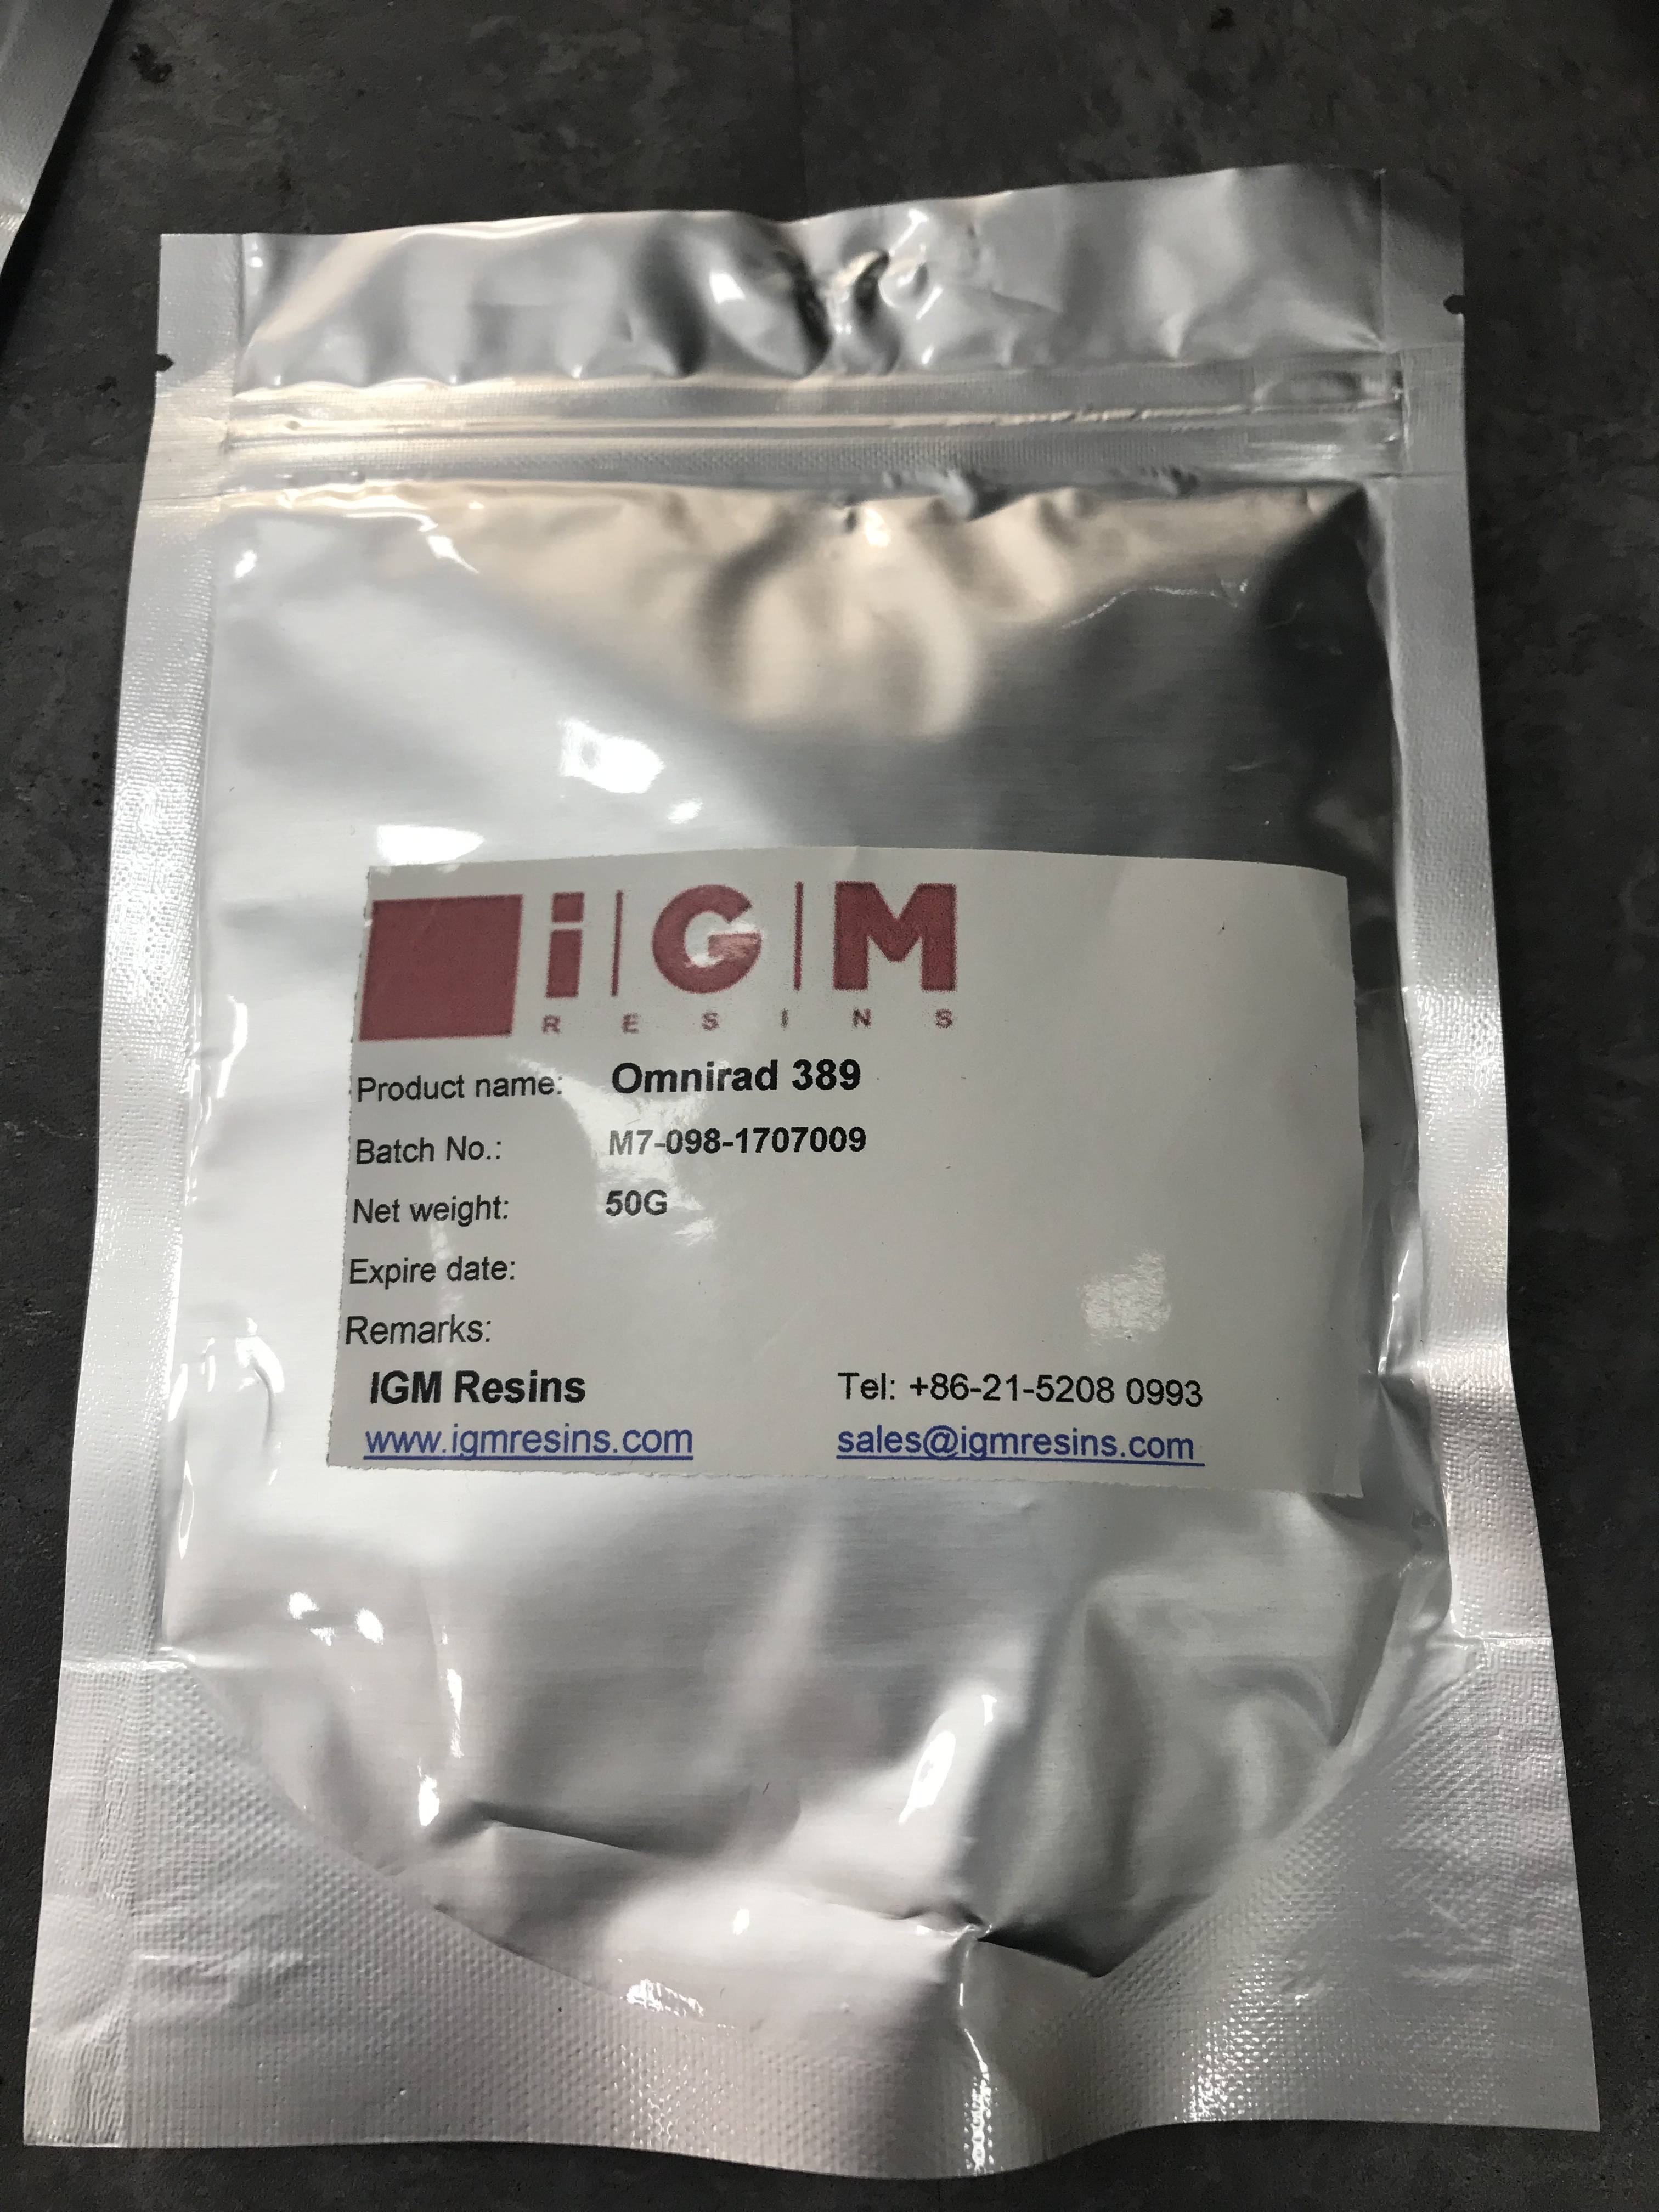 i|G|M
RESINS
Product name: Omnirad 389
Batch No.: M7-098-1707009
Net weight: 50G
Expire date:
Remarks:
IGM Resins Tel: +86-21-5208 0993
www.igmresins.com sales@igmresins.com